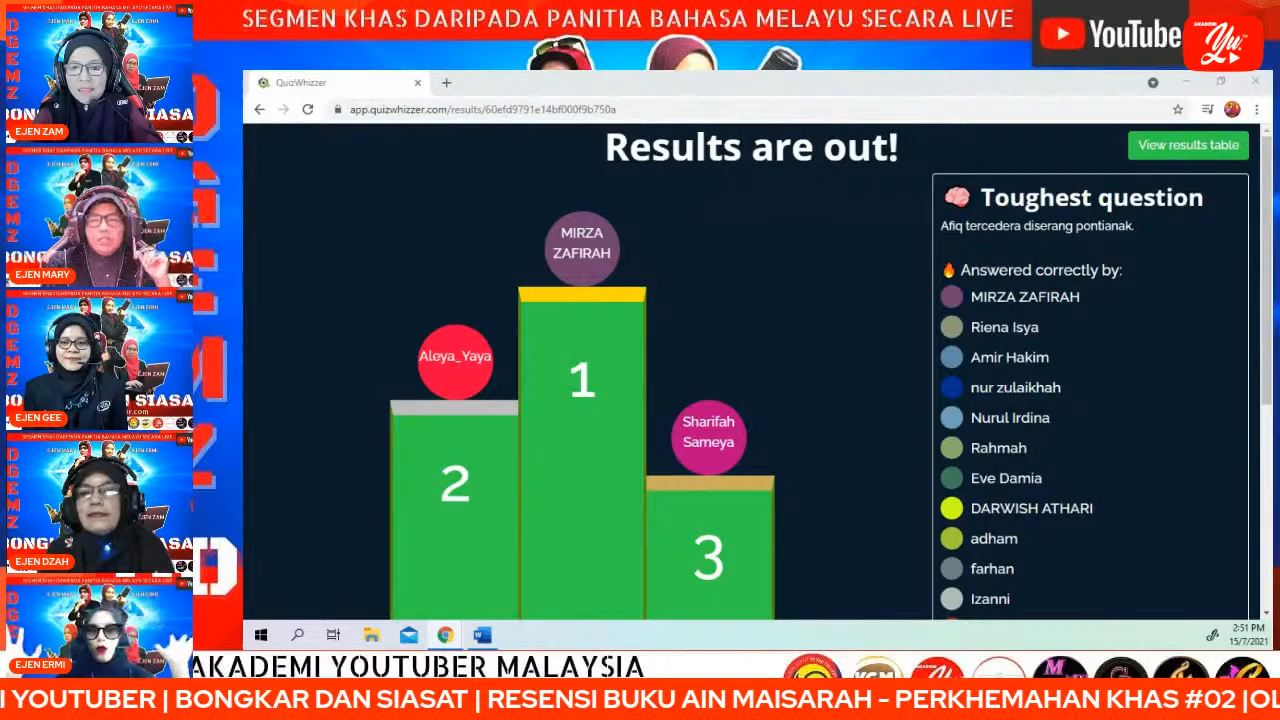 SEGMEN KHAS DARIPADA PANITIA BAHASA MELAYU SECARA LIVE
YouTube
AKADEMI
Yu
EJEN ZAM
EJEN MARY
EJEN GEE
EJEN DZAH
EJEN ERMI
QuizWhizzer
app.quizwhizzer.com/results/60efd9791e14bf000f9b750a
Results are out!
View results table
MIRZA
ZAFIRAH
1
Aleya_Yaya
2
Sharifah
Sameya
3
Toughest question
Afiq tercedera diserang pontianak.
Answered correctly by:
MIRZA ZAFIRAH
Riena Isya
Amir Hakim
nur zulaikhah
Nurul Irdina
Rahmah
Eve Damia
DARWISH ATHARI
adham
farhan
Izanni
2:51 PM
15/7/2021
AKADEMI YOUTUBER MALAYSIA
I YOUTUBER | BONGKAR DAN SIASAT | RESENSI BUKU AIN MAISARAH - PERKHEMAHAN KHAS #02 |OL